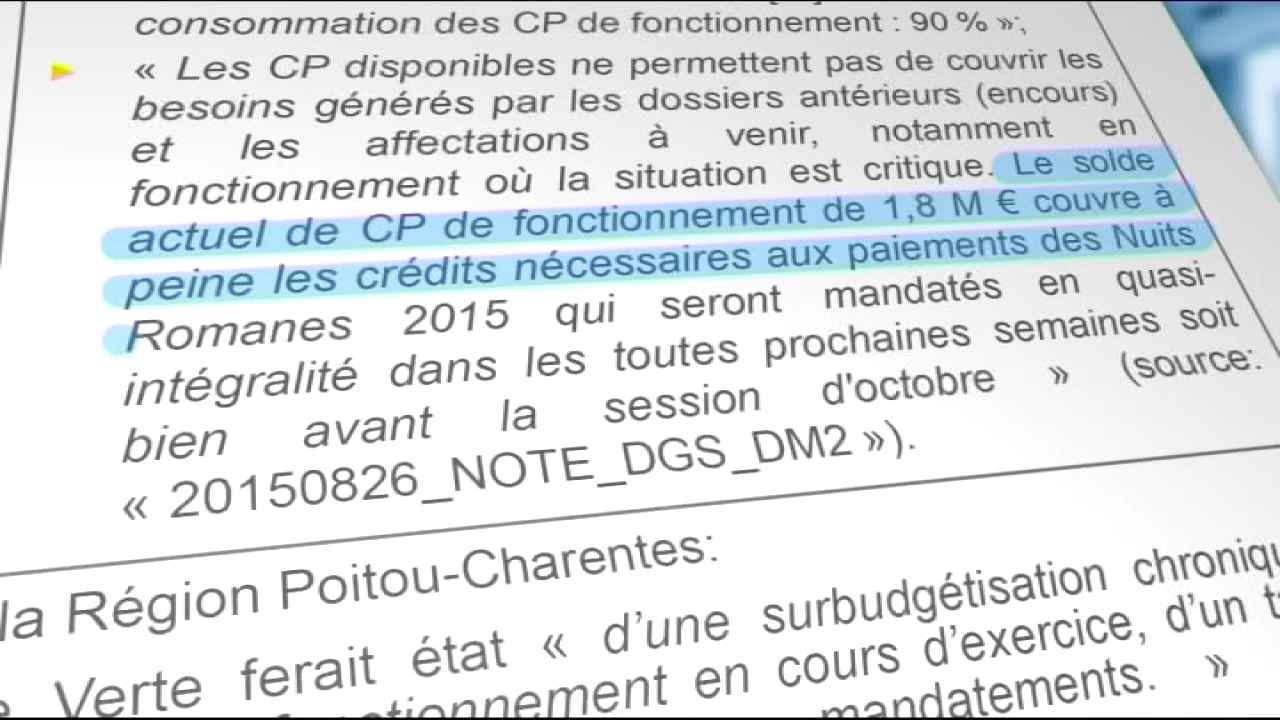 consommation des CP de fonctionnement : 90 % »;
« Les CP disponibles ne permettent pas de couvrir les
besoins générés par les dossiers antérieurs (encours)
et les affectations à venir, notamment en
fonctionnement où la situation est critique. Le solde
actuel de CP de fonctionnement de 1,8 M € couvre à
peine les crédits nécessaires aux paiements des Nuits
Romanes 2015 qui seront mandatés en quasi-
intégralité dans les toutes prochaines semaines soit
bien avant la session d'octobre » (source:
« 20150826_NOTE_DGS_DM2 »).
la Région Poitou-Charentes:
Verte ferait état « d'une surbudgétisation
en cours d'exercice, d'un
mandatements. »